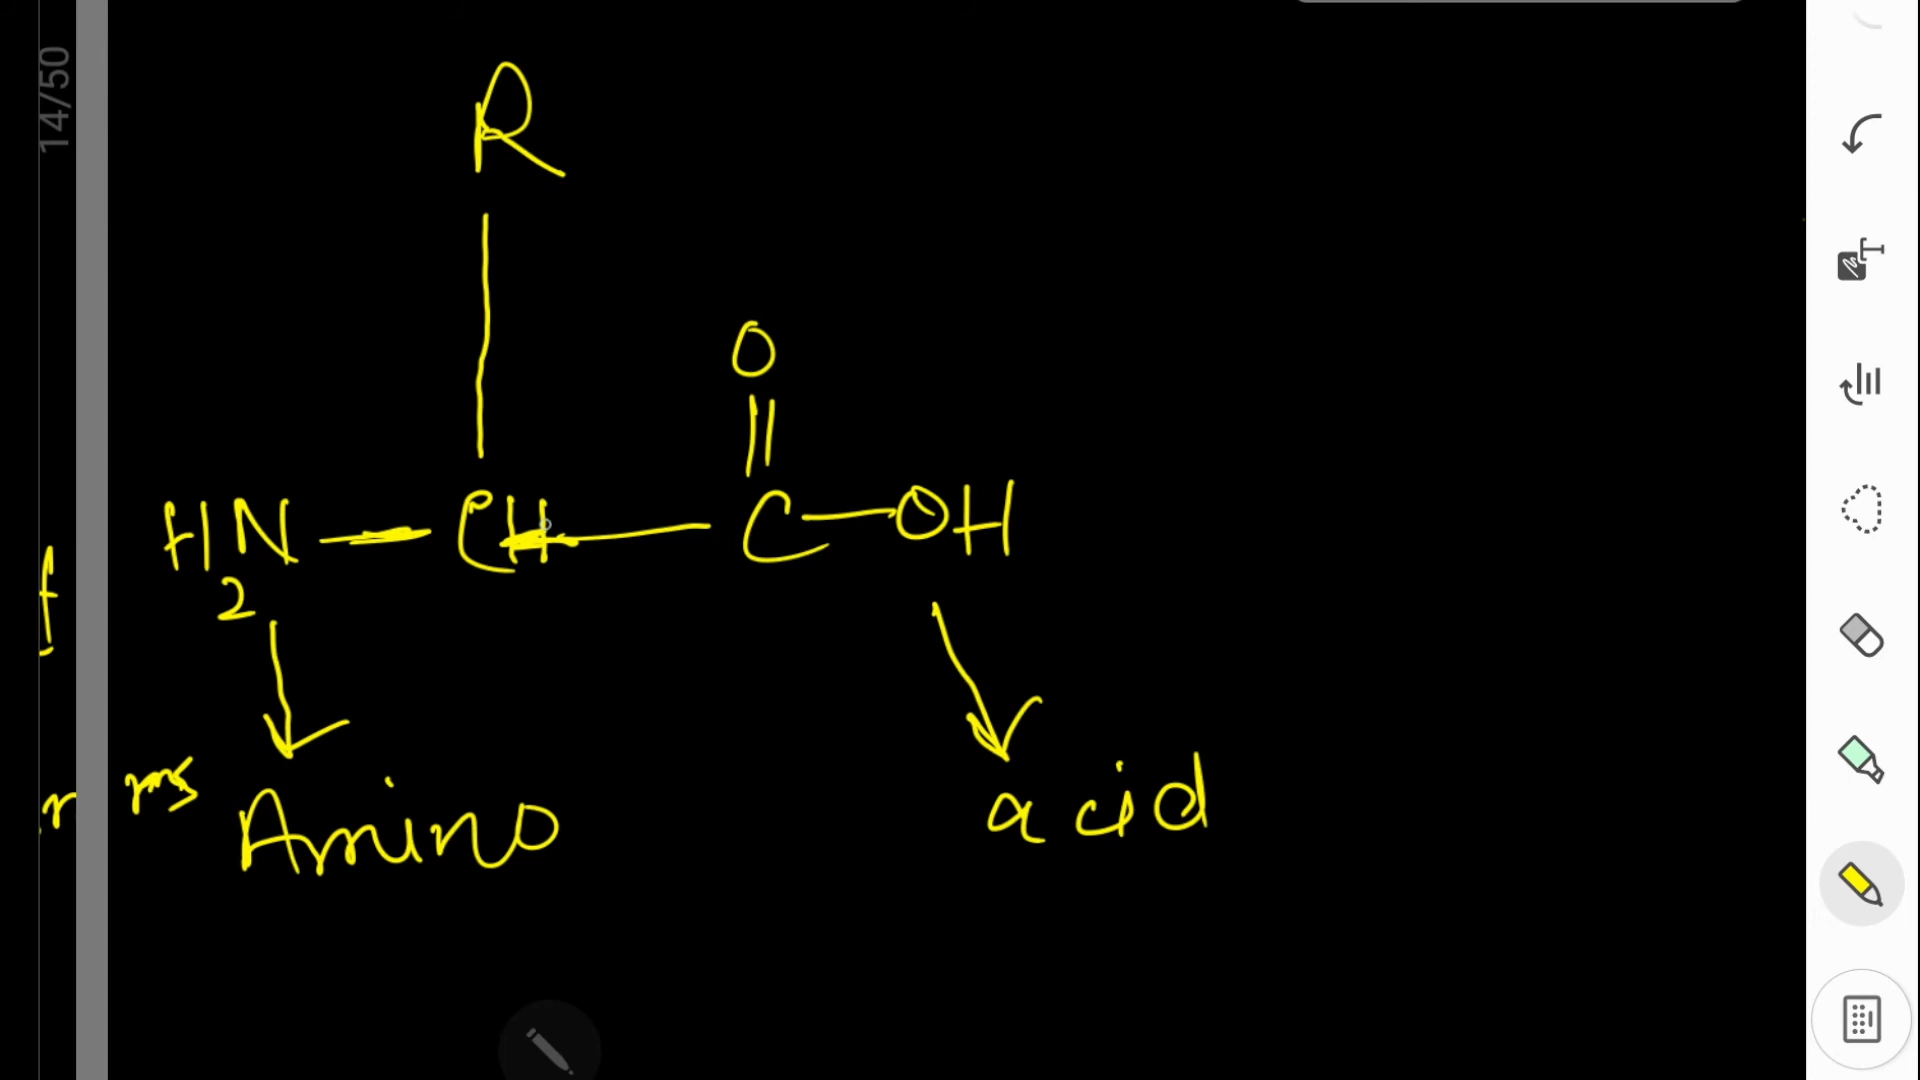 14/50
R
O
||
H₂N — CH — C — OH
Amino
acid